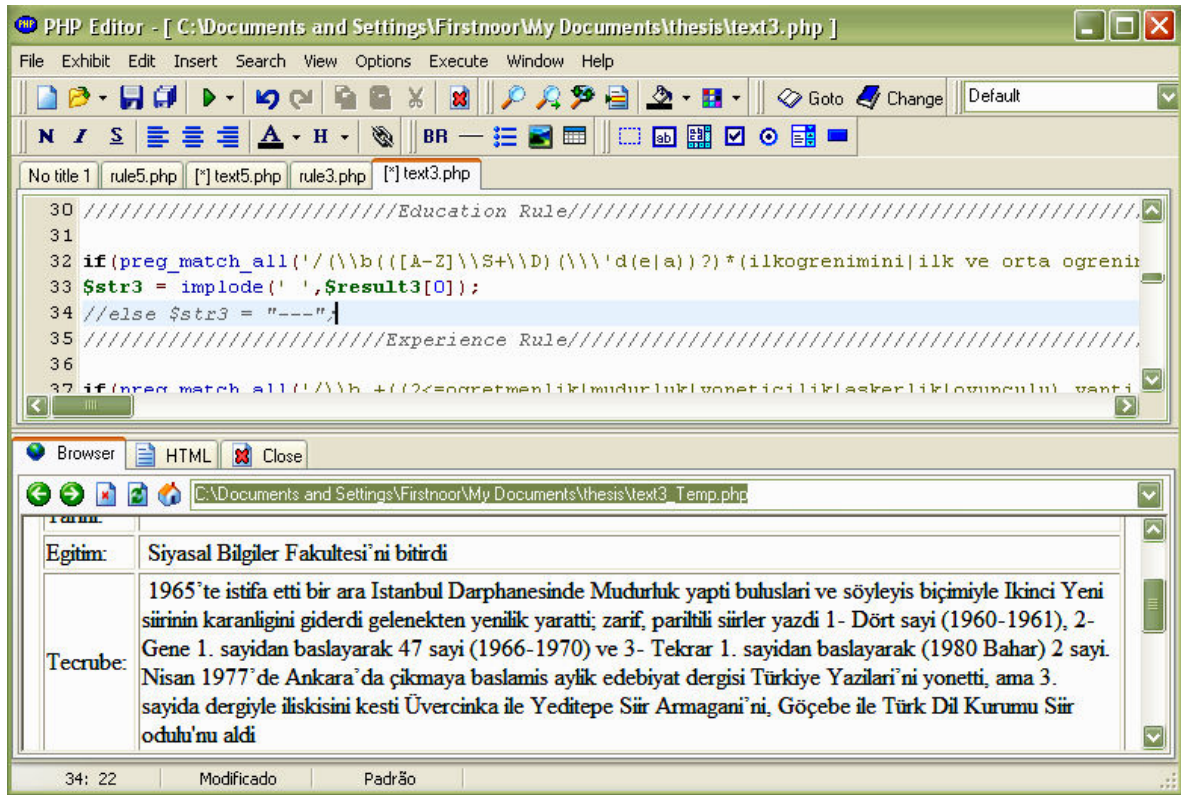 PHP Editor - [ C:\Documents and Settings\Firstnoor\My Documents\thesis\text3.php ]
File Exhibit Edit Insert Search View Options Execute Window Help
Goto Change Default
N I S A H BR
No title 1 rule5.php [*] text5.php rule3.php [*] text3.php
30 //////////////////////////Education Rule///////////////////////////////////////////////
31
32 if(preg_match_all('/(\\b(([A-Z]\\S+\\D)(\\\'d(e|a))?)*(ilkogrenimini|ilk ve orta
33 $str3 = implode(' ',$result3[0]);
34 //else $str3 = "---";
35 /////////////////////////Experience Rule///////////////////////////////////////////////
36
37 if(preg_match_all('/\\b.+((?<=ogretmenlik|mudurluk|yoneticilik|askerlik|oyunculu)
Browser HTML Close
C:\Documents and Settings\Firstnoor\My Documents\thesis\text3_Temp.php
Egitim: Siyasal Bilgiler Fakultesi’ni bitirdi
1965’te istifa etti bir ara Istanbul Darphanesinde Mudurluk yapti buluslari ve söyleyis biçimiyle Ikinci Yeni
siirinin karanligini giderdi gelenekten yenilik yaratti; zarif, pariltili siirler yazdi 1- Dört sayi (1960-1961), 2-
Gene 1. sayidan baslayarak 47 sayi (1966-1970) ve 3- Tekrar 1. sayidan baslayarak (1980 Bahar) 2 sayi.
Tecrube:
Nisan 1977’de Ankara’da çikmaya baslamis aylik edebiyat dergisi Türkiye Yazilari’ni yonetti, ama 3.
sayida dergiyle iliskisini kesti Üvercinka ile Yeditepe Siir Armagani’ni, Göçebe ile Türk Dil Kurumu Siir
odulu'nu aldi
34: 22 Modificado Padrão